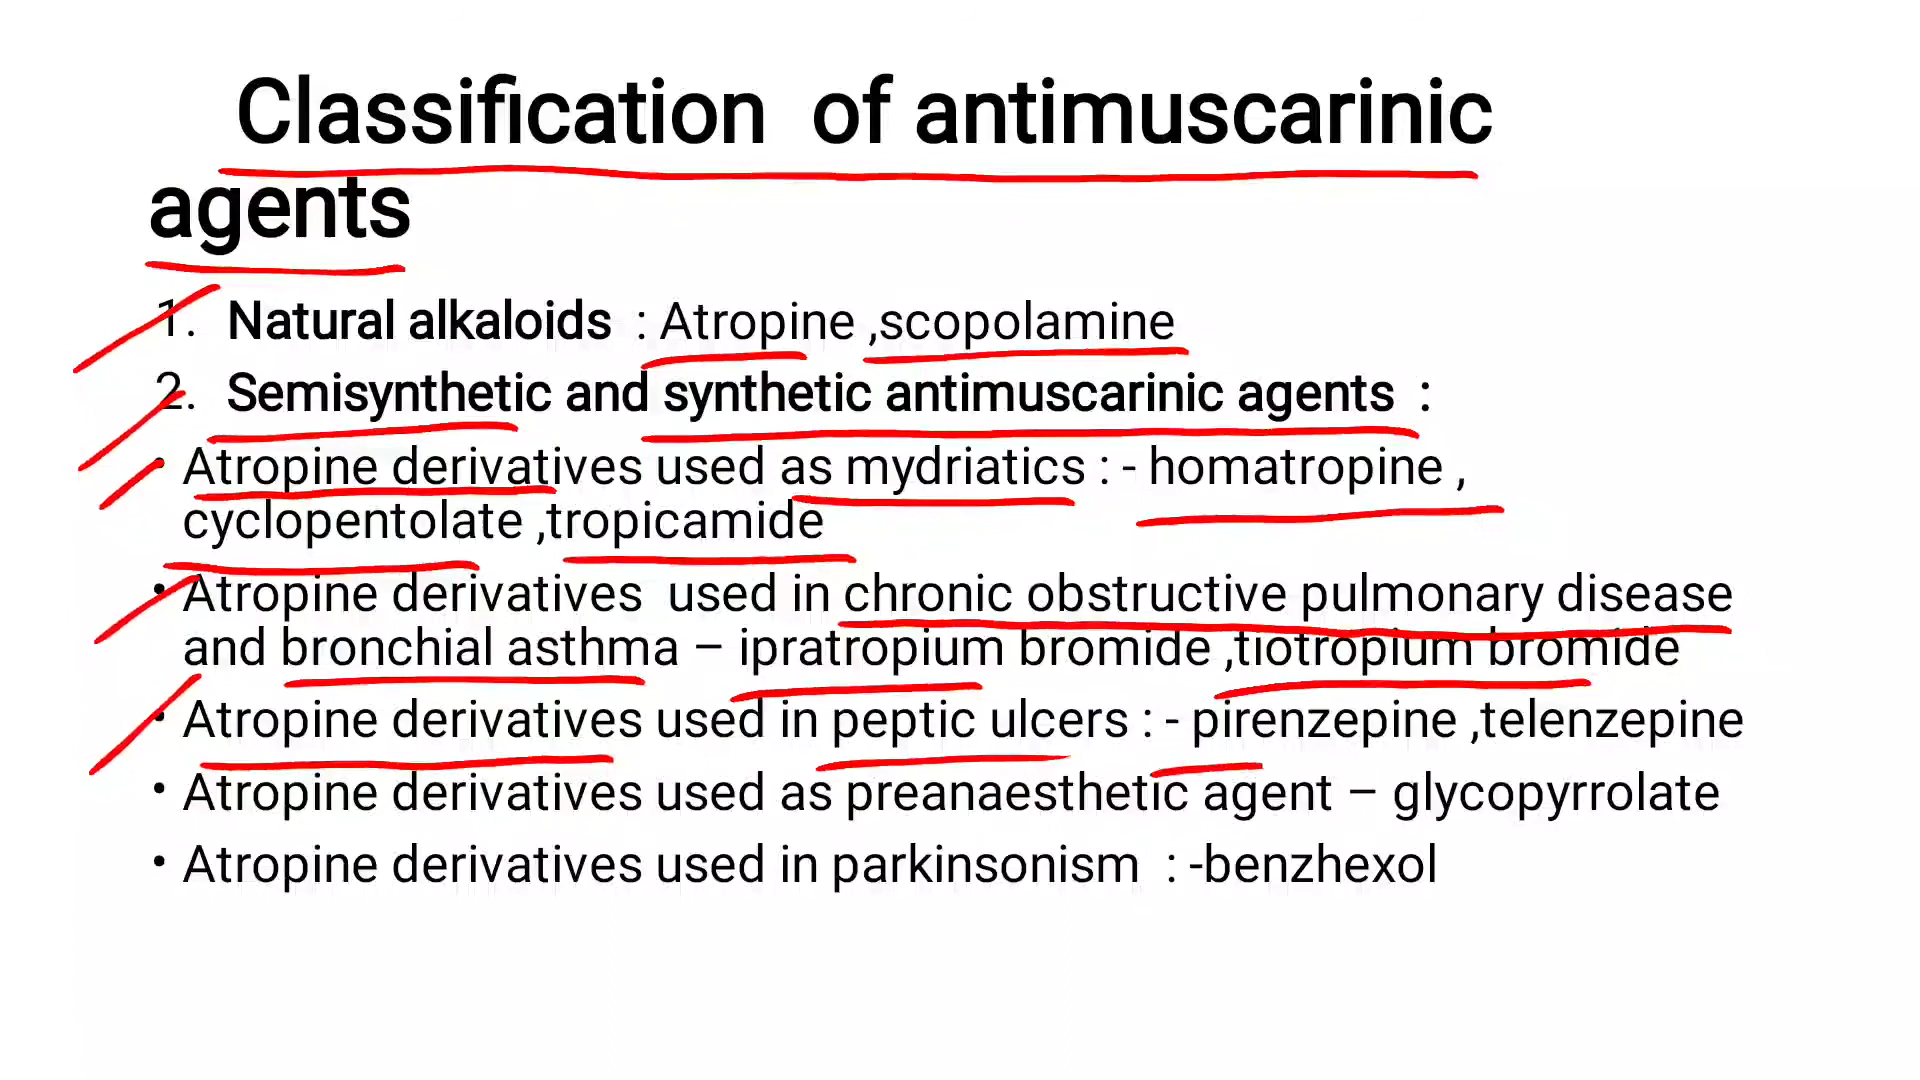 Classification of antimuscarinic
agents
1. Natural alkaloids : Atropine ,scopolamine
2. Semisynthetic and synthetic antimuscarinic agents :
• Atropine derivatives used as mydriatics : - homatropine ,
cyclopentolate ,tropicamide
• Atropine derivatives used in chronic obstructive pulmonary disease
and bronchial asthma – ipratropium bromide ,tiotropium bromide
• Atropine derivatives used in peptic ulcers : - pirenzepine ,telenzepine
• Atropine derivatives used as preanaesthetic agent – glycopyrrolate
• Atropine derivatives used in parkinsonism : -benzhexol